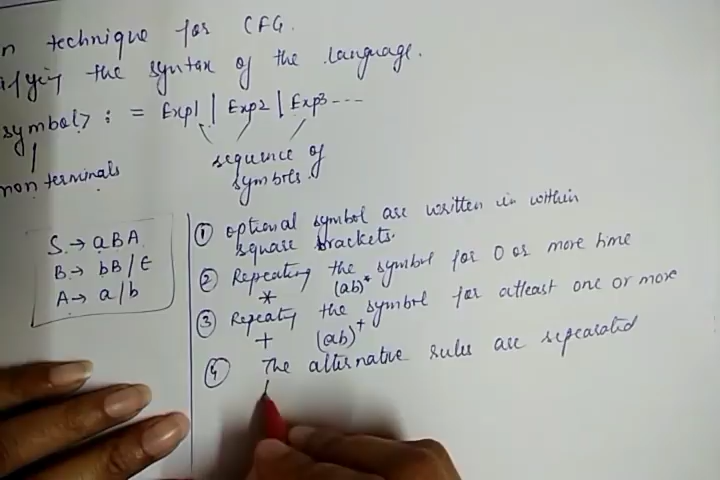 n technique for CFG.
ifying the syntax of the language.
symbol> : = Exp1 | Exp2 | Exp3 ---
sequence of
symbols.
non terminals
S → aBA
B → bB / ε
A → a / b
① optional symbol are written in within
square brackets.
② Repeating the symbol for 0 or more time
* (ab)*
③ Repeaty the symbol for atleast one or more
+ (ab)+
④ The alternative rules are seperated